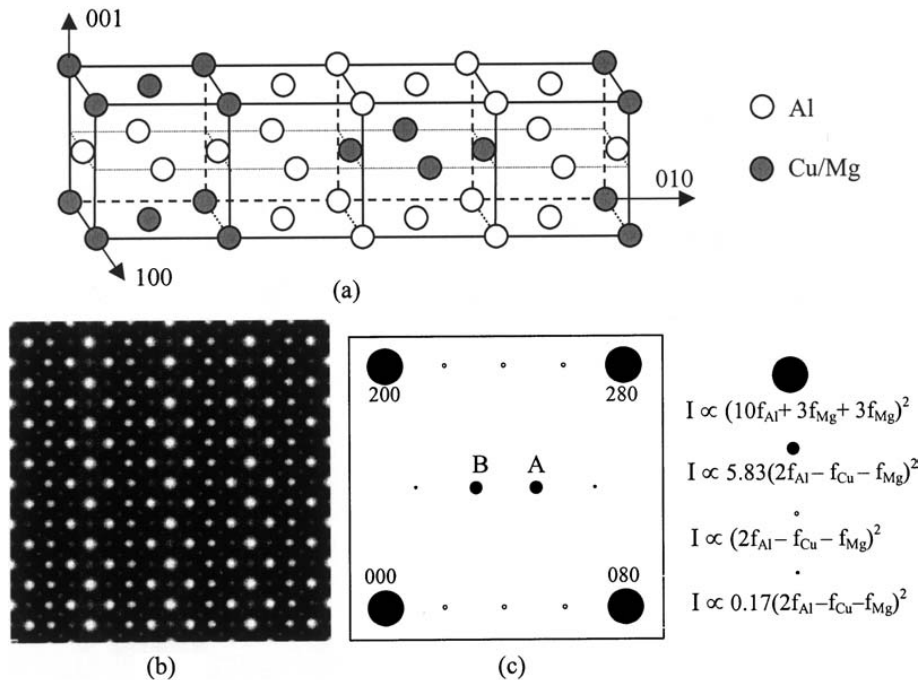 001
Al
Cu/Mg
010
100
(a)
200
280
B
A
000
080
I ∝ (10f_Al + 3f_Mg + 3f_Mg)²
I ∝ 5.83(2f_Al − f_Cu − f_Mg)²
I ∝ (2f_Al − f_Cu − f_Mg)²
I ∝ 0.17(2f_Al−f_Cu−f_Mg)²
(b)
(c)